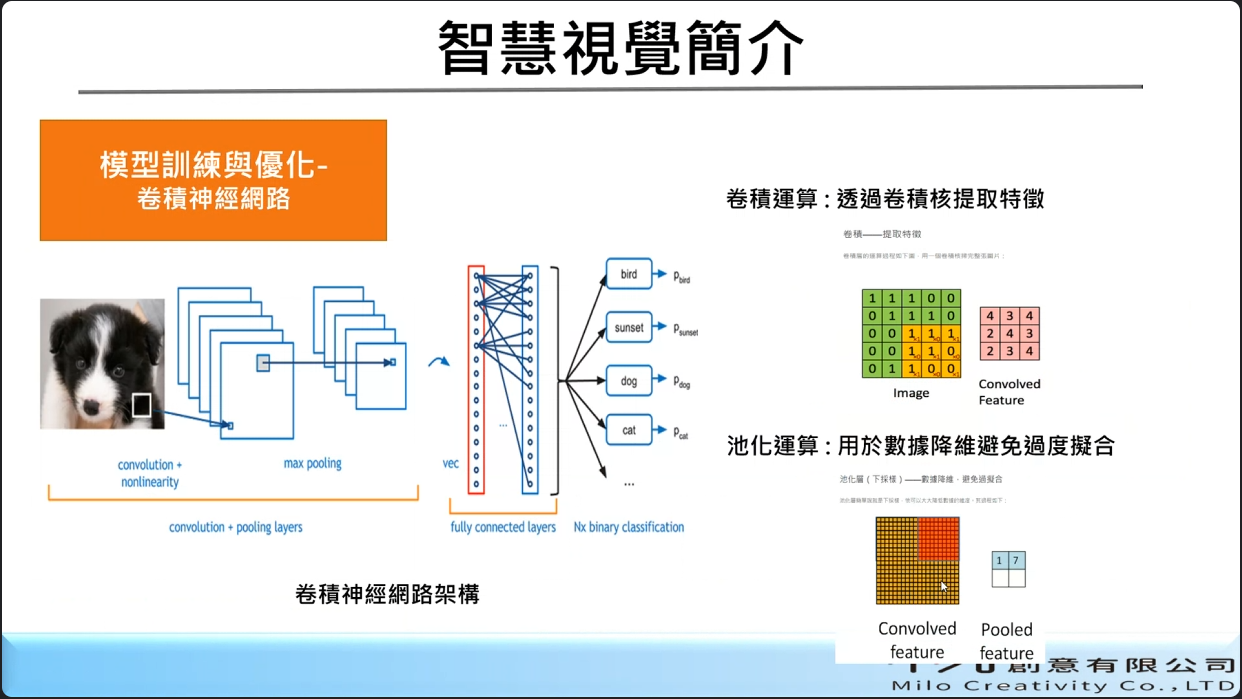 智慧視覺簡介
模型訓練與優化-
卷積神經網路
卷積運算 : 透過卷積核提取特徵
卷積——提取特徵
1 1 1 0 0
0 1 1 1 0
0 0 1 1 1
0 0 1 1 0
0 1 1 0 0
4 3 4
2 4 3
2 3 4
Image
Convolved
Feature
bird
p bird
sunset
p sunset
dog
p dog
cat
p cat
...
...
convolution +
nonlinearity
max pooling
vec
convolution + pooling layers
fully connected layers
Nx binary classification
卷積神經網路架構
池化運算 : 用於數據降維避免過度擬合
池化層（下採樣）——數據降維，避免過擬合
1 7
Convolved
feature
Pooled
feature
創意有限公司
Milo Creativity Co.,LTD